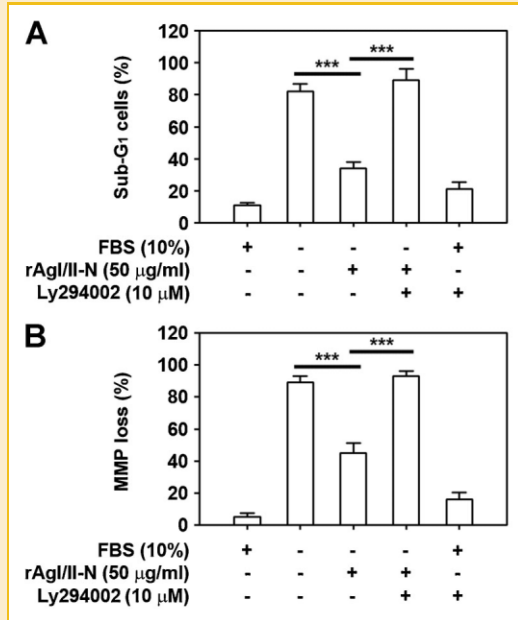 A
Sub-G1 cells (%)
120
100
80
60
40
20
0
***
***
FBS (10%) + - - - +
rAgI/II-N (50 μg/ml) - - + + -
Ly294002 (10 μM) - - - + +
B
MMP loss (%)
120
100
80
60
40
20
0
***
***
FBS (10%) + - - - +
rAgI/II-N (50 μg/ml) - - + + -
Ly294002 (10 μM) - - - + +